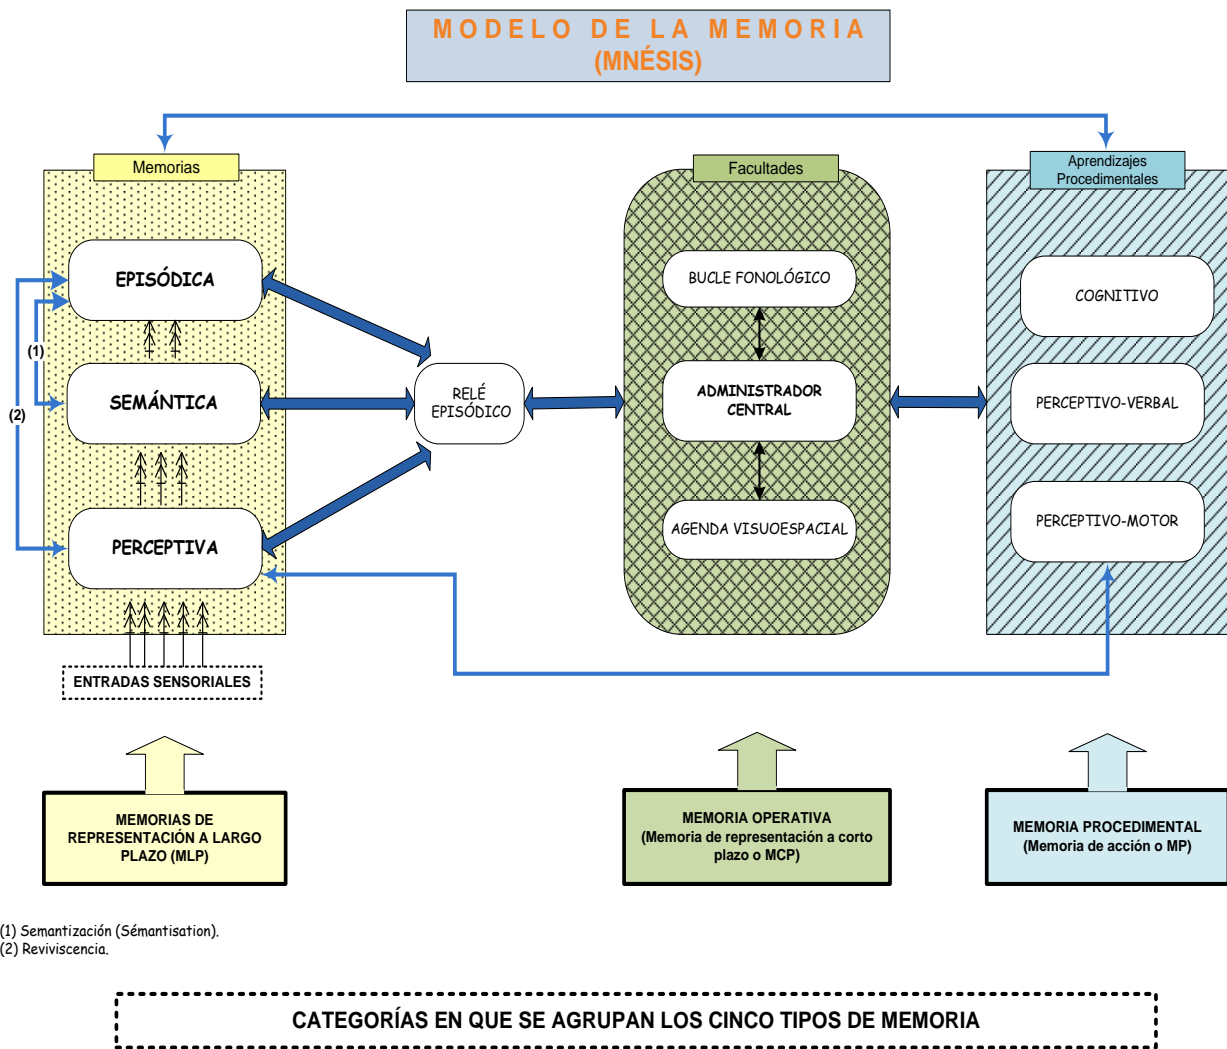 MODELO DE LA MEMORIA
(MNÉSIS)
Memorias
Facultades
Aprendizajes
Procedimentales
EPISÓDICA
BUCLE FONOLÓGICO
COGNITIVO
(1)
SEMÁNTICA
RELÉ
EPISÓDICO
ADMINISTRADOR
CENTRAL
PERCEPTIVO-VERBAL
(2)
PERCEPTIVA
AGENDA VISUOESPACIAL
PERCEPTIVO-MOTOR
ENTRADAS SENSORIALES
MEMORIAS DE
REPRESENTACIÓN A LARGO
PLAZO (MLP)
MEMORIA OPERATIVA
(Memoria de representación a corto
plazo o MCP)
MEMORIA PROCEDIMENTAL
(Memoria de acción o MP)
(1) Semantización (Sémantisation).
(2) Reviviscencia.
CATEGORÍAS EN QUE SE AGRUPAN LOS CINCO TIPOS DE MEMORIA